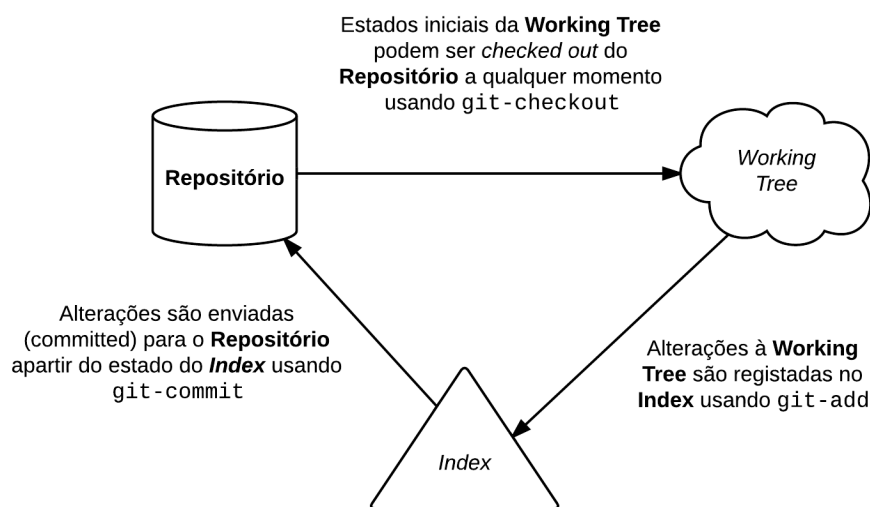 Estados iniciais da Working Tree
podem ser checked out do
Repositório a qualquer momento
usando git-checkout
Repositório
Working
Tree
Alterações são enviadas
(committed) para o Repositório
apartir do estado do Index usando
git-commit
Alterações à Working
Tree são registadas no
Index usando git-add
Index